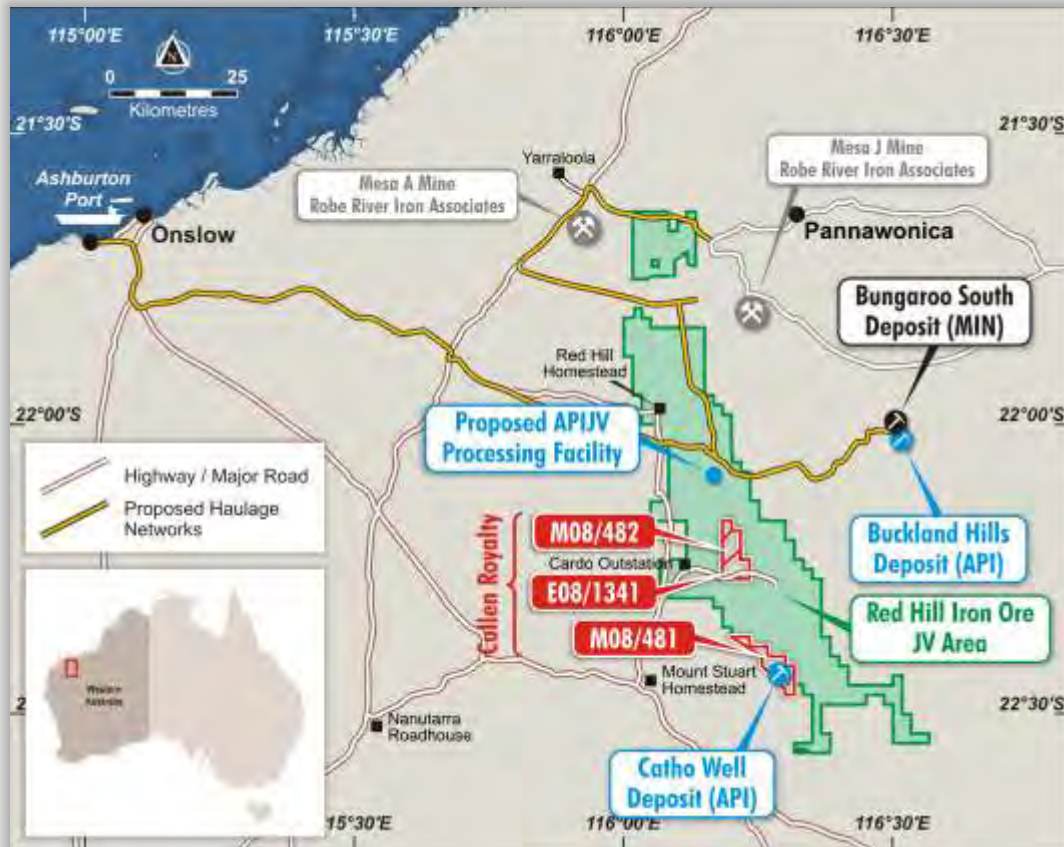 115°00'E
115°30'E
116°00'E
116°30'E
N
0 25
Kilometres
21°30'S
21°30'S
Ashburton
Port
Onslow
Yarraloola
Mesa A Mine
Robe River Iron Associates
Mesa J Mine
Robe River Iron Associates
Pannawonica
Bungaroo South
Deposit (MIN)
Red Hill
Homestead
22°00'S
22°00'S
Proposed APIJV
Processing Facility
Highway / Major Road
Proposed Haulage
Networks
Buckland Hills
Deposit (API)
Cullen Royalty
M08/482
Cardo Outstation
E08/1341
M08/481
Red Hill Iron Ore
JV Area
Mount Stuart
Homestead
22°30'S
Nanutarra
Roadhouse
Catho Well
Deposit (API)
Western
Australia
15°30'E
116°00'E
116°30'E